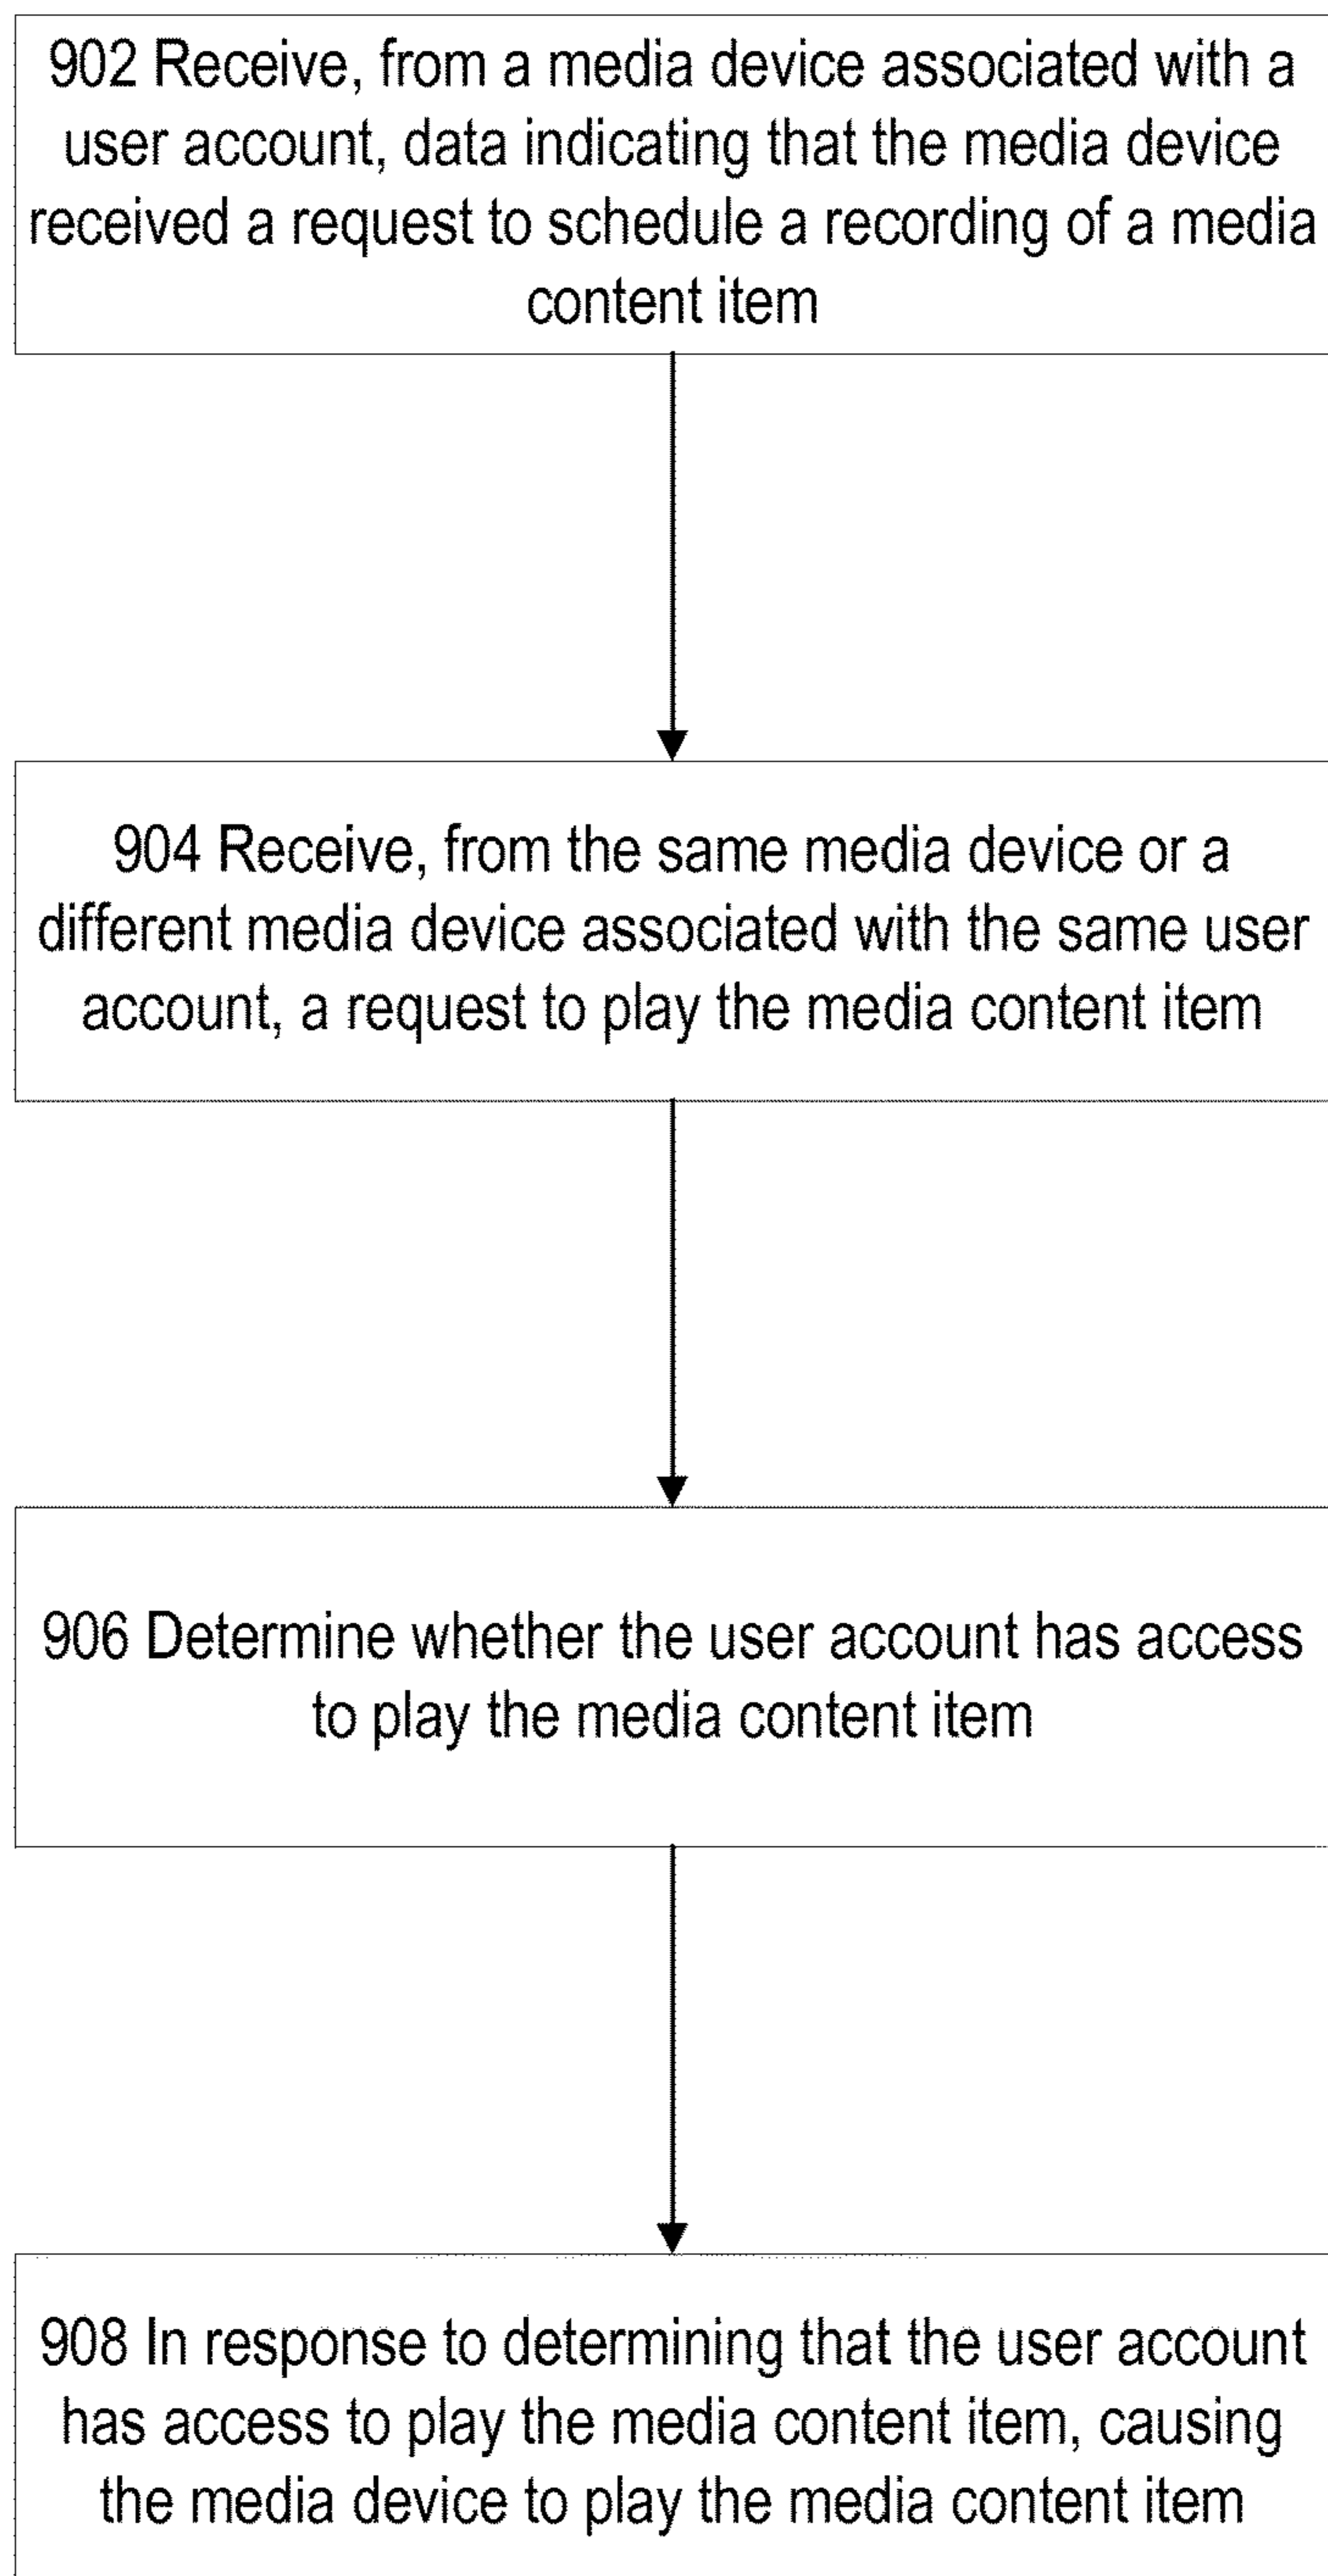 902 Receive, from a media device associated with a
user account, data indicating that the media device
received a request to schedule a recording of a media
content item
904 Receive, from the same media device or a
different media device associated with the same user
account, a request to play the media content item
906 Determine whether the user account has access
to play the media content item
908 In response to determining that the user account
has access to play the media content item, causing
the media device to play the media content item